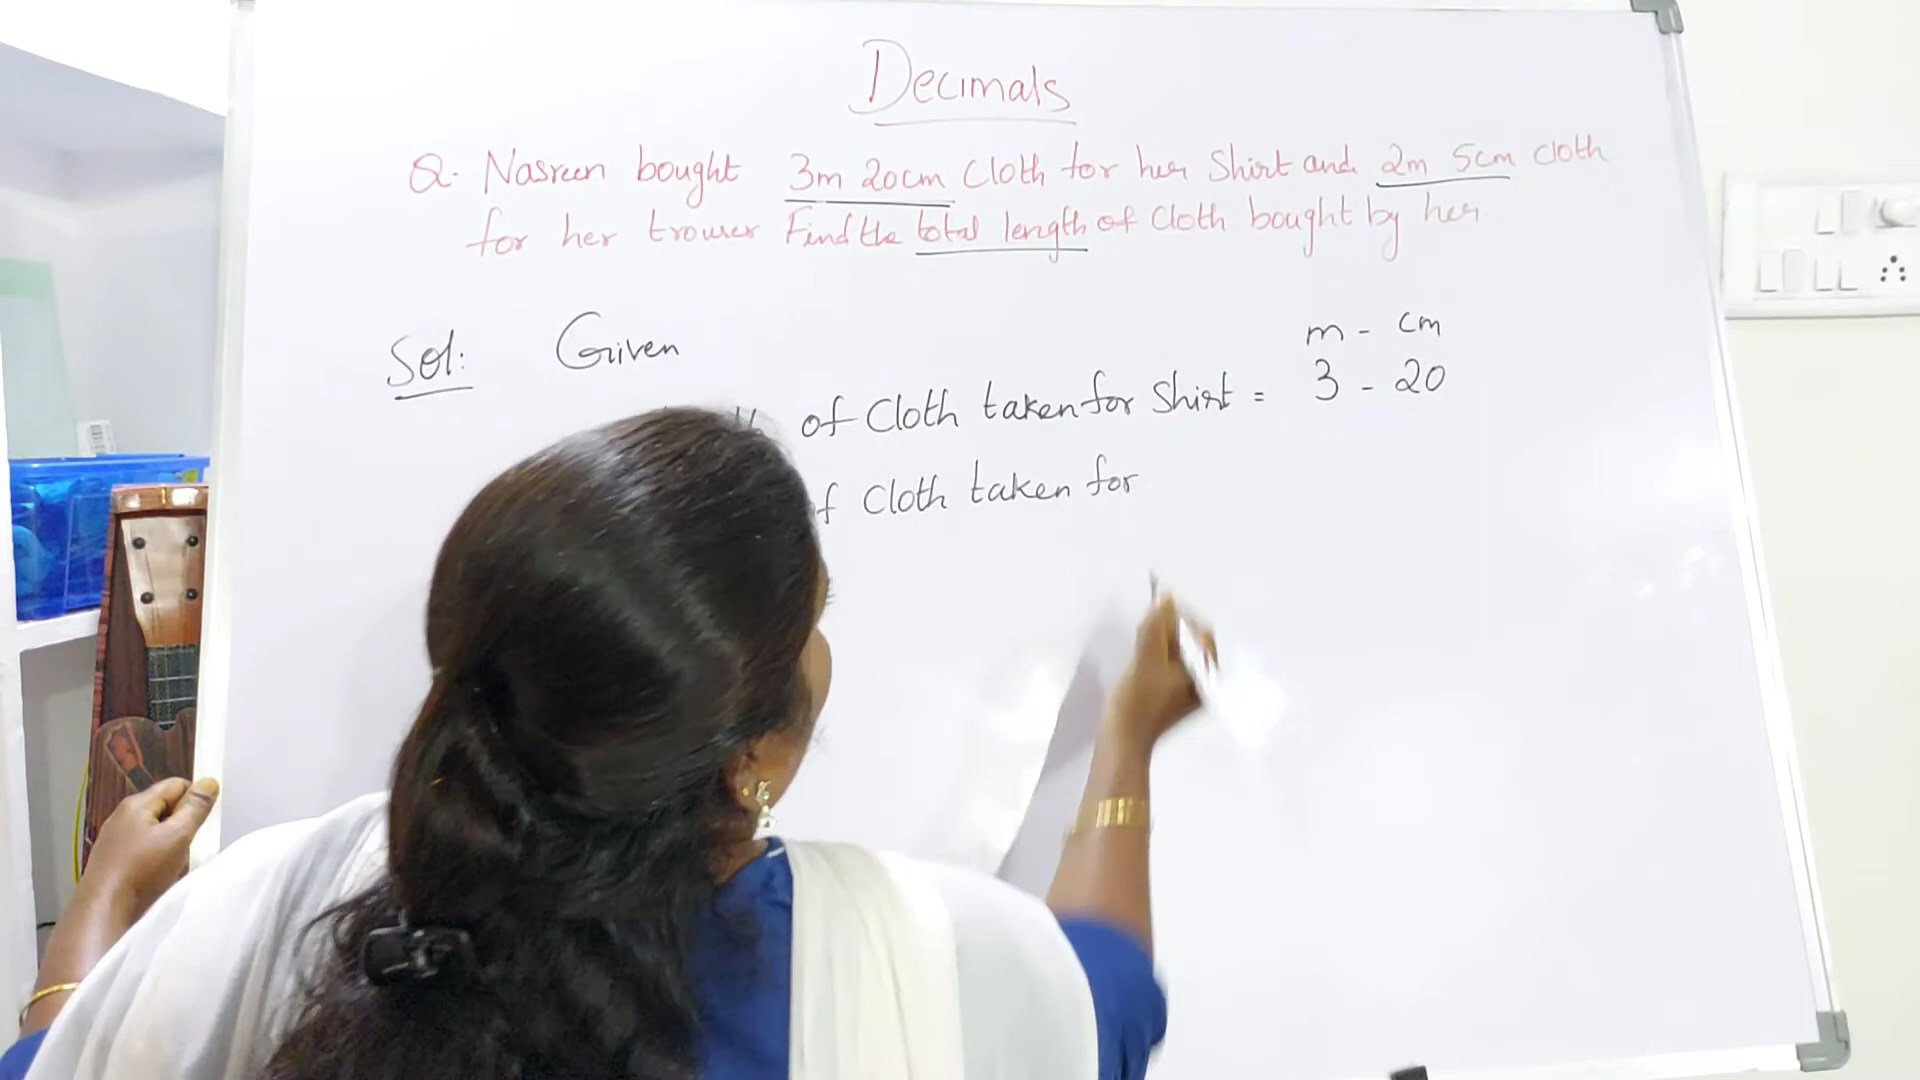 Decimals
Q. Nasreen bought 3m 20cm Cloth for her Shirt and 2m 5cm cloth
for her trouser Find the total length of Cloth bought by her
Sol: Given
m - cm
of Cloth taken for Shirt = 3 - 20
of Cloth taken for